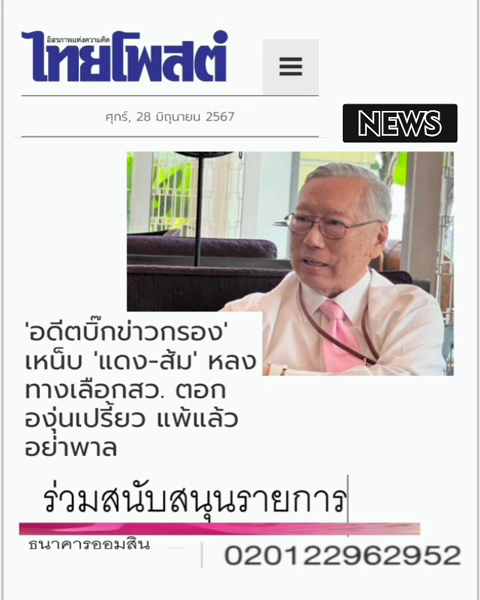 อิสรภาพแห่งความคิด
ไทยโพสต์
ศุกร์, 28 มิถุนายน 2567
NEWS
'อดีตบิ๊กข่าวกรอง'
เหน็บ 'แดง-ส้ม' หลง
ทางเลือกสว. ตอก
องุ่นเปรี้ยว แพ้แล้ว
อย่าพาล
ร่วมสนับสนุนรายการ
ธนาคารออมสิน
020122962952